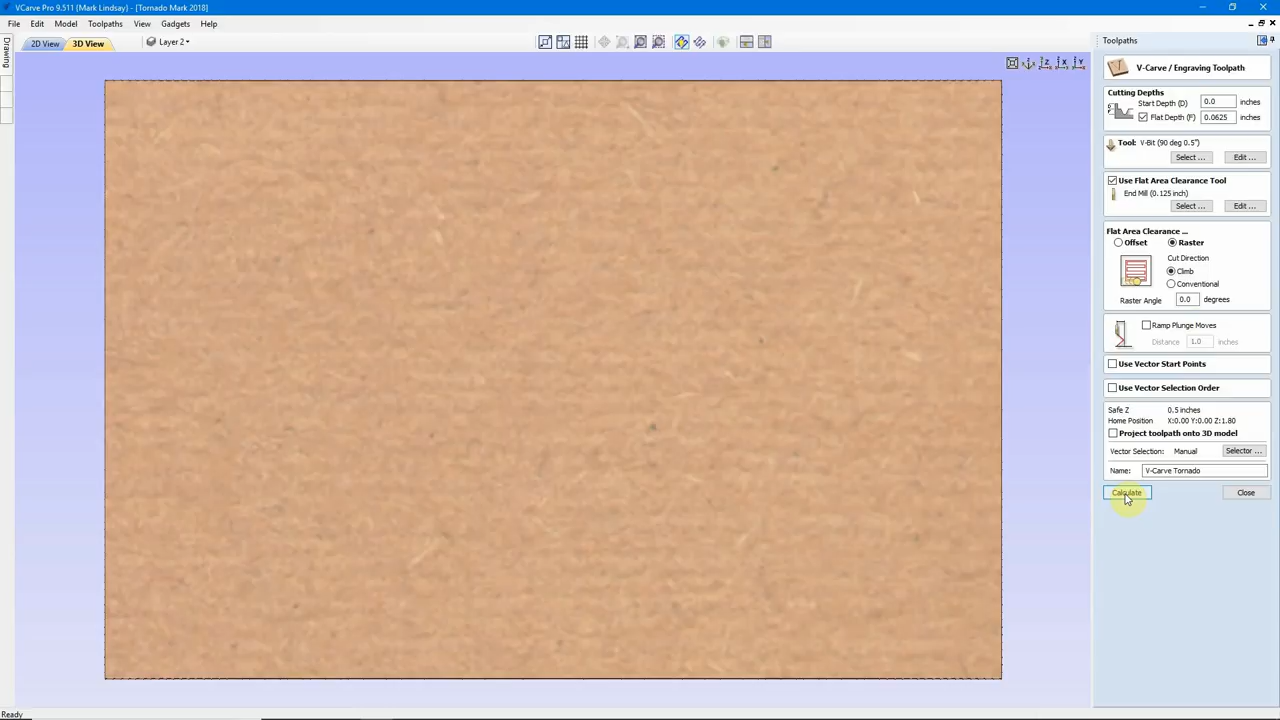 VCarve Pro 9.511 (Mark Lindsay) - [Tornado Mark 2018]
File Edit Model Toolpaths View Gadgets Help
2D View 3D View Layer 2
Drawing
Toolpaths
V-Carve / Engraving Toolpath
Cutting Depths
Start Depth (D) 0.0 inches
Flat Depth (F) 0.0625 inches
Tool: V-Bit (90 deg 0.5")
Select ... Edit ...
Use Flat Area Clearance Tool
End Mill (0.125 inch)
Select ... Edit ...
Flat Area Clearance ...
Offset Raster
Cut Direction
Climb
Conventional
Raster Angle 0.0 degrees
Ramp Plunge Moves
Distance 1.0 inches
Use Vector Start Points
Use Vector Selection Order
Safe Z 0.5 inches
Home Position X:0.00 Y:0.00 Z:1.80
Project toolpath onto 3D model
Vector Selection: Manual Selector ...
Name: V-Carve Tornado
Calculate Close
Ready